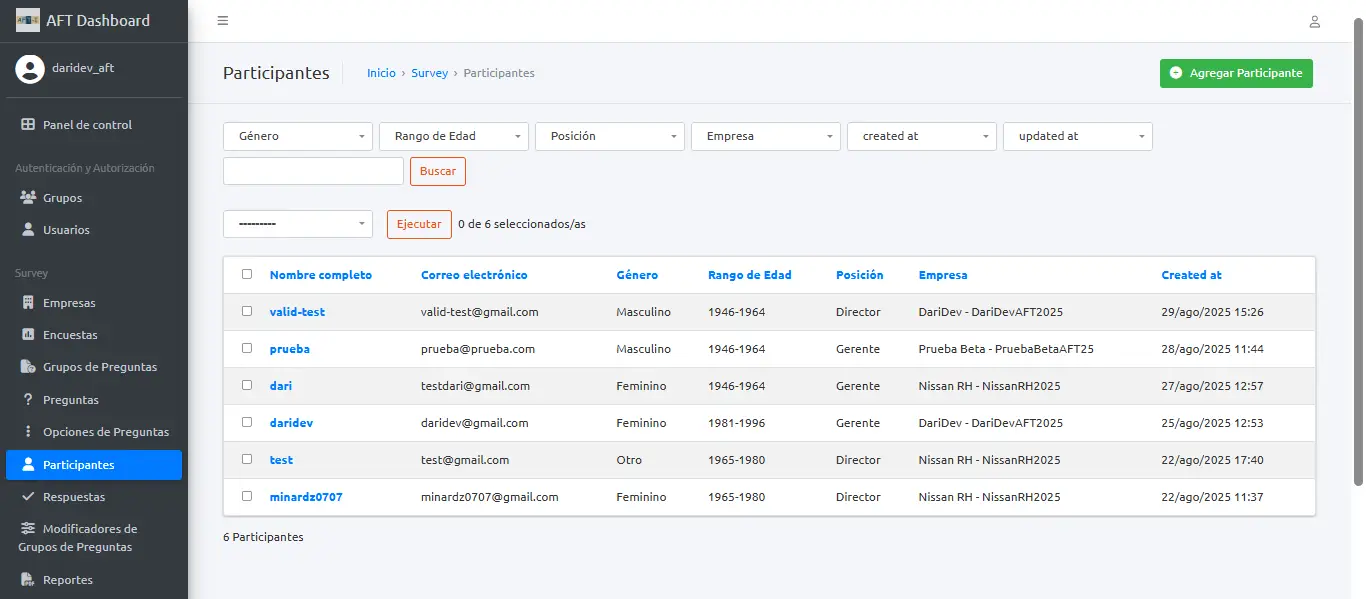 AFT Dashboard
daridev_aft
Panel de control
Autenticación y Autorización
Grupos
Usuarios
Survey
Empresas
Encuestas
Grupos de Preguntas
Preguntas
Opciones de Preguntas
Participantes
Respuestas
Modificadores de
Grupos de Preguntas
Reportes
Participantes Inicio › Survey › Participantes Agregar Participante
Género Rango de Edad Posición Empresa created at updated at
Buscar
--------- Ejecutar 0 de 6 seleccionados/as
Nombre completo Correo electrónico Género Rango de Edad Posición Empresa Created at
valid-test valid-test@gmail.com Masculino 1946-1964 Director DariDev - DariDevAFT2025 29/ago/2025 15:26
prueba prueba@prueba.com Masculino 1946-1964 Gerente Prueba Beta - PruebaBetaAFT25 28/ago/2025 11:44
dari testdari@gmail.com Feminino 1946-1964 Gerente Nissan RH - NissanRH2025 27/ago/2025 12:57
daridev daridev@gmail.com Feminino 1981-1996 Gerente DariDev - DariDevAFT2025 25/ago/2025 12:53
test test@gmail.com Otro 1965-1980 Director Nissan RH - NissanRH2025 22/ago/2025 17:40
minardz0707 minardz0707@gmail.com Feminino 1965-1980 Director Nissan RH - NissanRH2025 22/ago/2025 11:37
6 Participantes